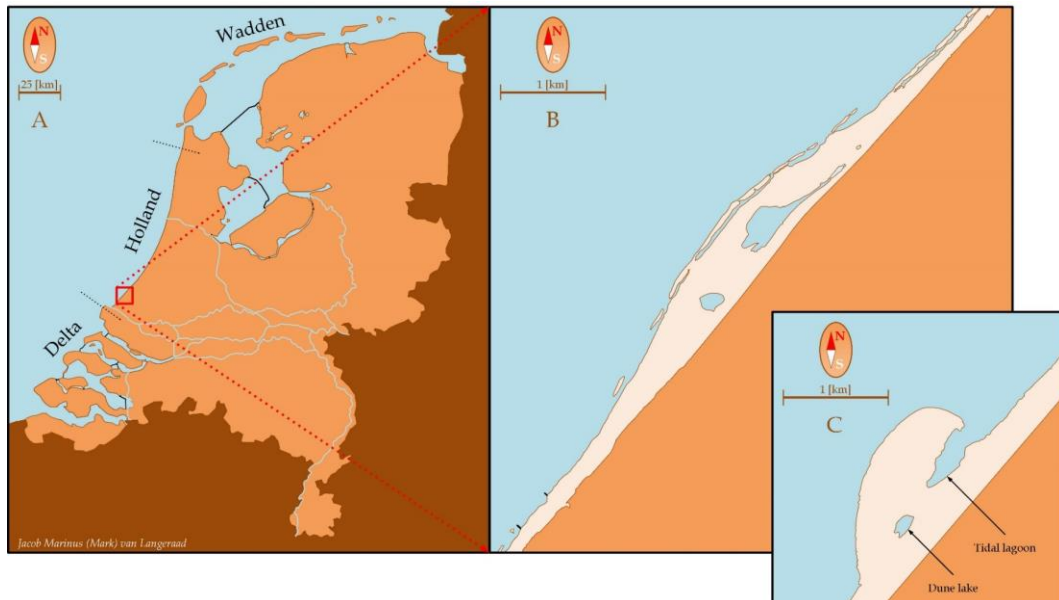 N
S
25 [km]
A
Wadden
Holland
Delta
Jacob Marinus (Mark) van Langeraad
N
S
1 [km]
B
N
S
1 [km]
C
Tidal lagoon
Dune lake